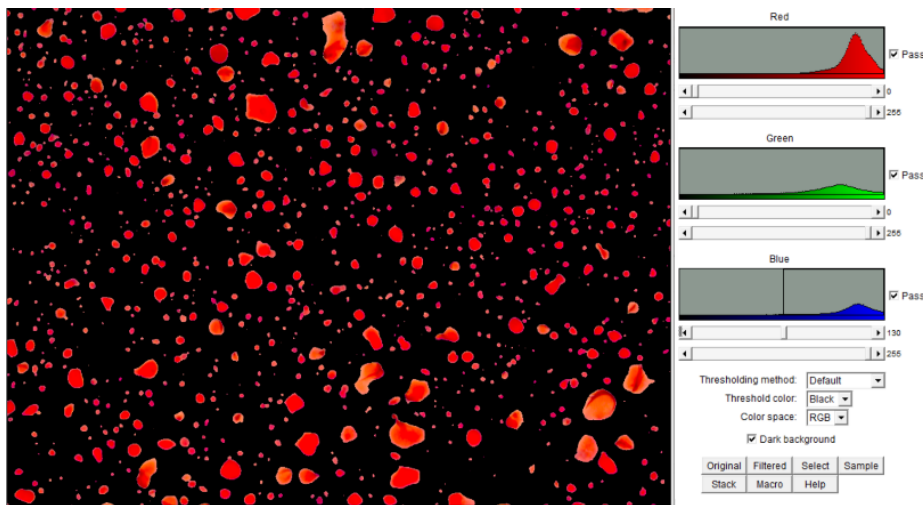 Red
Pass
0
255
Green
Pass
0
255
Blue
Pass
130
255
Thresholding method: Default
Threshold color: Black
Color space: RGB
Dark background
Original Filtered Select Sample
Stack Macro Help